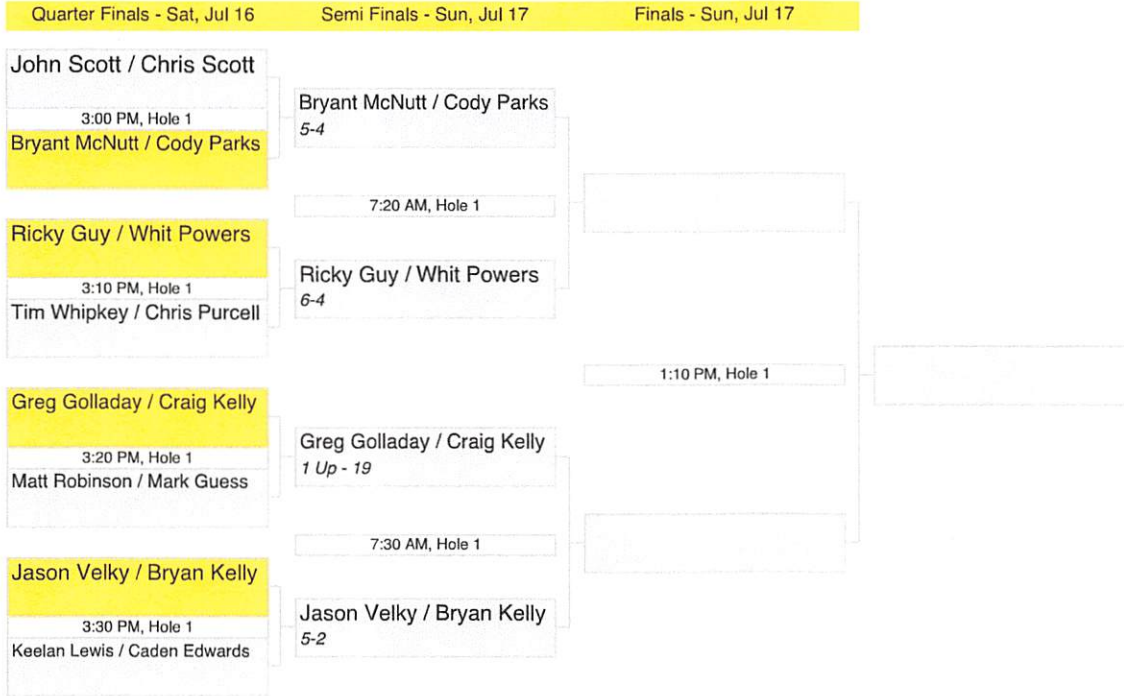 Quarter Finals - Sat, Jul 16
Semi Finals - Sun, Jul 17
Finals - Sun, Jul 17
John Scott / Chris Scott
3:00 PM, Hole 1
Bryant McNutt / Cody Parks
Ricky Guy / Whit Powers
3:10 PM, Hole 1
Tim Whipkey / Chris Purcell
Greg Golladay / Craig Kelly
3:20 PM, Hole 1
Matt Robinson / Mark Guess
Jason Velky / Bryan Kelly
3:30 PM, Hole 1
Keelan Lewis / Caden Edwards
Bryant McNutt / Cody Parks
5-4
7:20 AM, Hole 1
Ricky Guy / Whit Powers
6-4
Greg Golladay / Craig Kelly
1 Up - 19
7:30 AM, Hole 1
Jason Velky / Bryan Kelly
5-2
1:10 PM, Hole 1